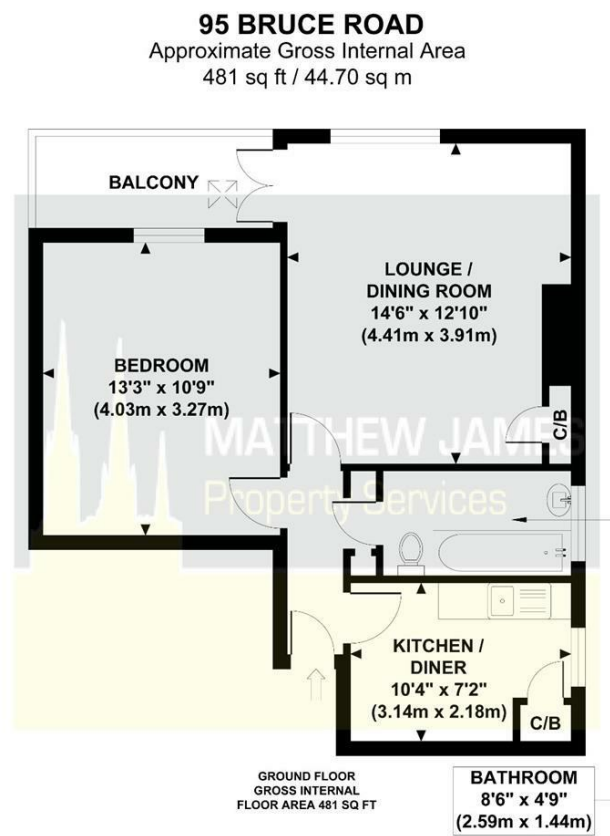 95 BRUCE ROAD
Approximate Gross Internal Area
481 sq ft / 44.70 sq m
BALCONY
LOUNGE /
DINING ROOM
14'6" x 12'10"
(4.41m x 3.91m)
BEDROOM
13'3" x 10'9"
(4.03m x 3.27m)
C/B
MATTHEW JAMES
Property Services
KITCHEN /
DINER
10'4" x 7'2"
(3.14m x 2.18m)
C/B
GROUND FLOOR
GROSS INTERNAL
FLOOR AREA 481 SQ FT
BATHROOM
8'6" x 4'9"
(2.59m x 1.44m)